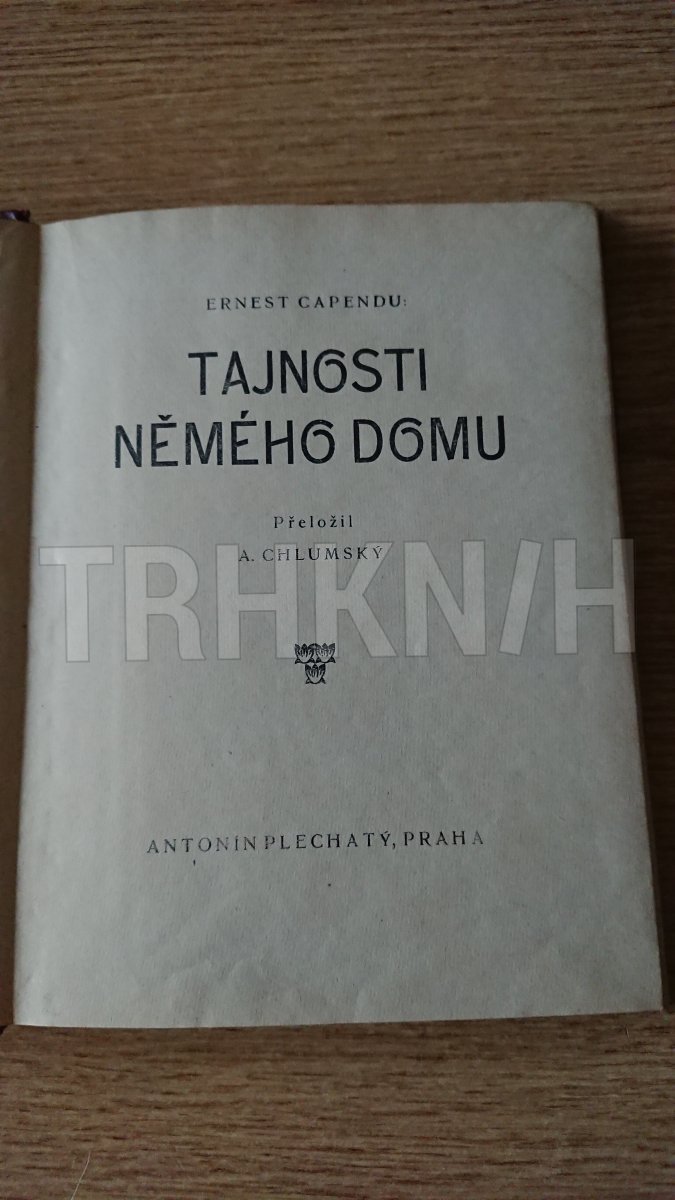 ERNEST CAPENDU:
TAJNOSTI
NĚMÉHO DOMU
Přeložil
A. CHLUMSKÝ
TRHKNIH
ANTONÍN PLECHATÝ, PRAHA